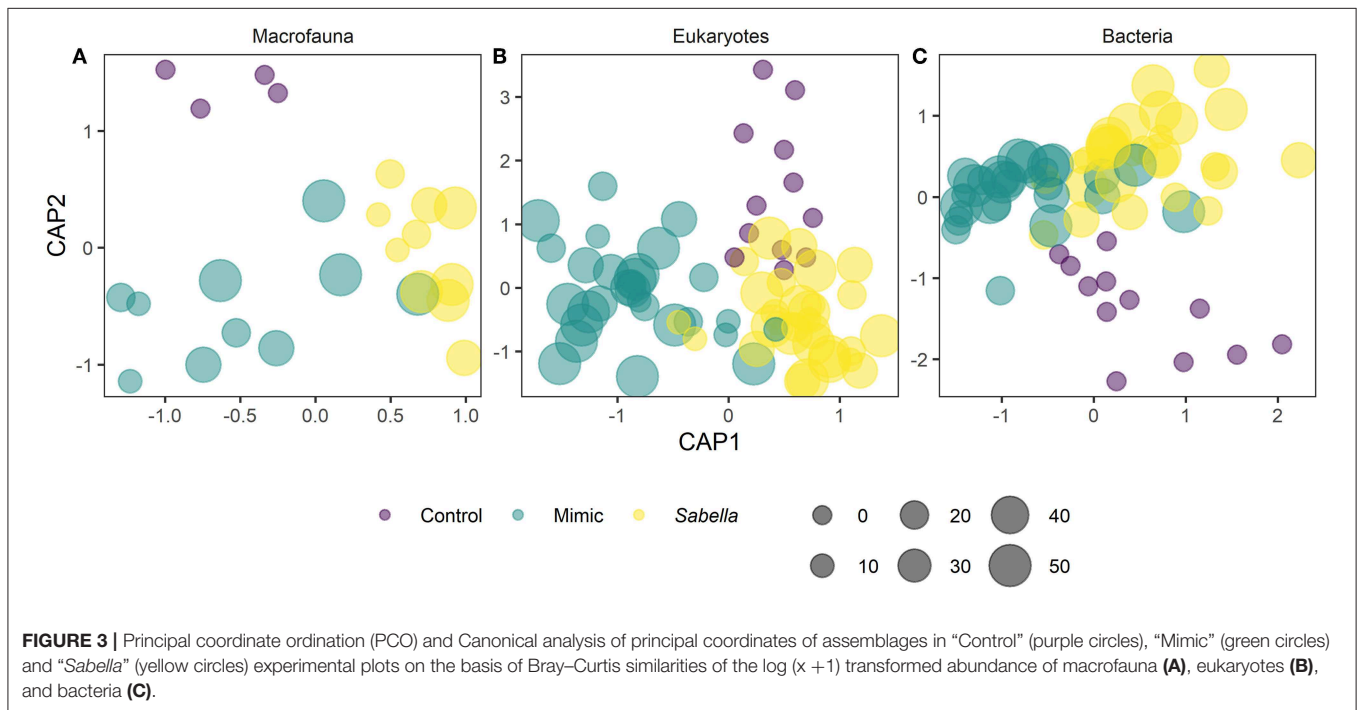 Macrofauna Eukaryotes Bacteria
A B C
CAP2
1
0
-1
-1.0 -0.5 0.0 0.5 1.0
3
2
1
0
-1
-1 0 1
1
0
-1
-2
-1 0 1 2
CAP1
Control Mimic Sabella 0 20 40
10 30 50
FIGURE 3 | Principal coordinate ordination (PCO) and Canonical analysis of principal coordinates of assemblages in “Control” (purple circles), “Mimic” (green circles)
and “Sabella” (yellow circles) experimental plots on the basis of Bray–Curtis similarities of the log (x +1) transformed abundance of macrofauna (A), eukaryotes (B),
and bacteria (C).